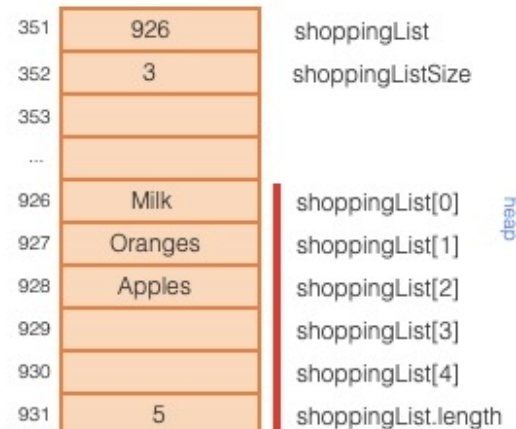 351 926 shoppingList
352 3 shoppingListSize
353
...
926 Milk shoppingList[0]
927 Oranges shoppingList[1]
928 Apples shoppingList[2]
929 shoppingList[3]
930 shoppingList[4]
931 5 shoppingList.length
heap